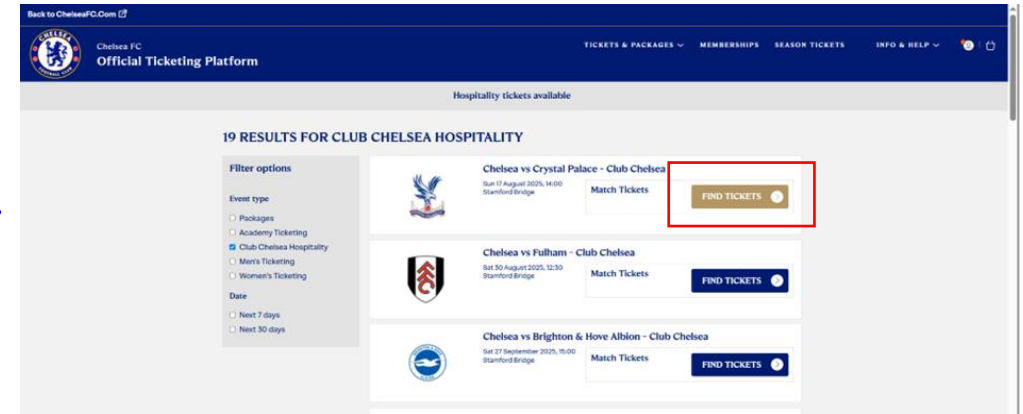 Back to ChelseaFC.Com
CHELSEA
FOOTBALL CLUB
Chelsea FC
Official Ticketing Platform
TICKETS & PACKAGES
MEMBERSHIPS
SEASON TICKETS
INFO & HELP
Hospitality tickets available
19 RESULTS FOR CLUB CHELSEA HOSPITALITY
Filter options
Event type
Packages
Academy Ticketing
Club Chelsea Hospitality
Men's Ticketing
Women's Ticketing
Date
Next 7 days
Next 30 days
Chelsea vs Crystal Palace - Club Chelsea
Sun 17 August 2025, 14:00
Stamford Bridge
Match Tickets
FIND TICKETS
Chelsea vs Fulham - Club Chelsea
Sat 30 August 2025, 12:30
Stamford Bridge
Match Tickets
FIND TICKETS
Chelsea vs Brighton & Hove Albion - Club Chelsea
Sat 27 September 2025, 15:00
Stamford Bridge
Match Tickets
FIND TICKETS